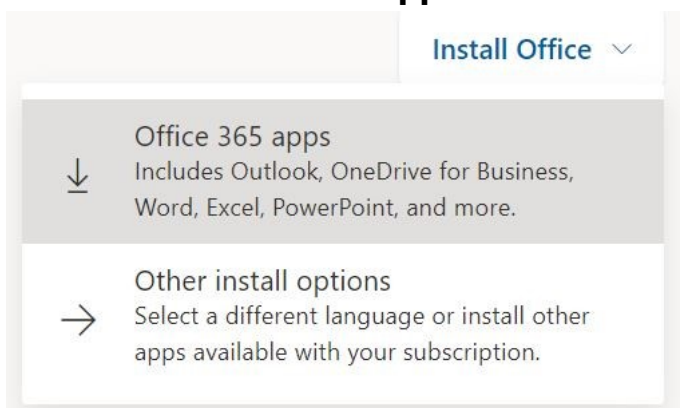 Install Office
Office 365 apps
Includes Outlook, OneDrive for Business,
Word, Excel, PowerPoint, and more.
Other install options
Select a different language or install other
apps available with your subscription.